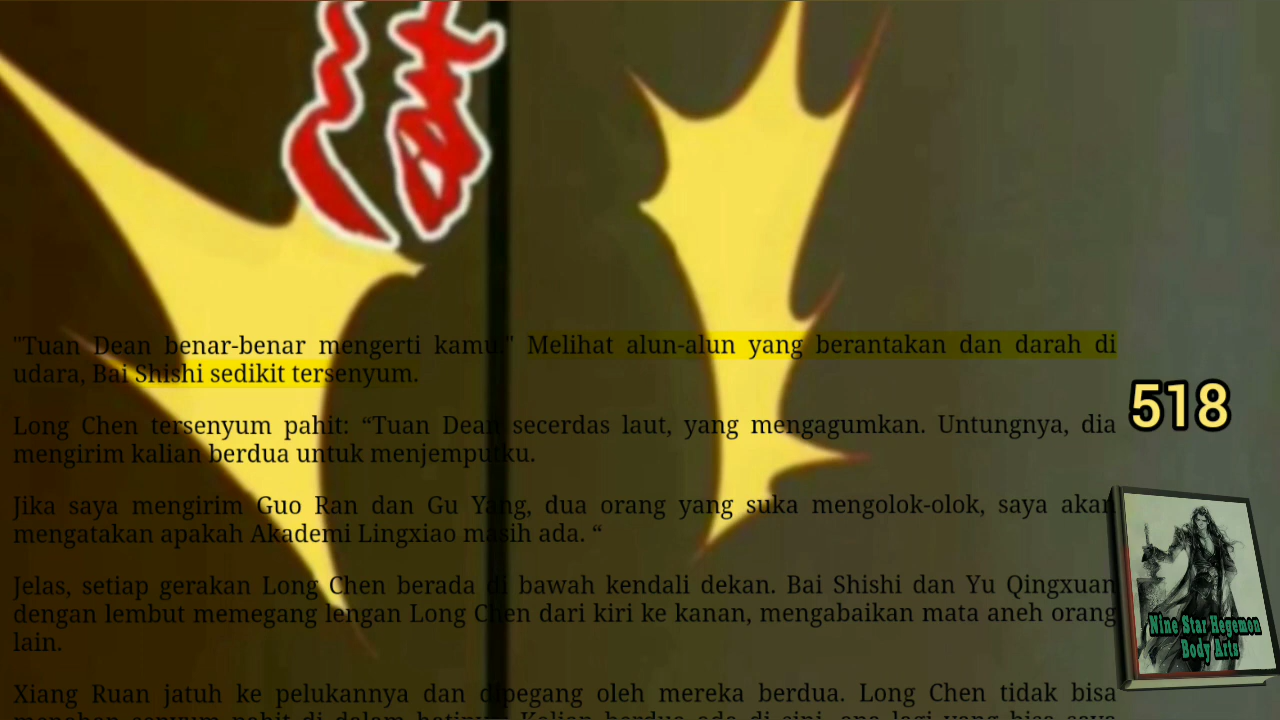 "Tuan Dean benar-benar mengerti kamu." Melihat alun-alun yang berantakan dan darah di
udara, Bai Shishi sedikit tersenyum.
Long Chen tersenyum pahit: “Tuan Dean secerdas laut, yang mengagumkan. Untungnya, dia
mengirim kalian berdua untuk menjemputku.
Jika saya mengirim Guo Ran dan Gu Yang, dua orang yang suka mengolok-olok, saya akan
mengatakan apakah Akademi Lingxiao masih ada. “
Jelas, setiap gerakan Long Chen berada di bawah kendali dekan. Bai Shishi dan Yu Qingxuan
dengan lembut memegang lengan Long Chen dari kiri ke kanan, mengabaikan mata aneh orang
lain.
Xiang Ruan jatuh ke pelukannya dan dipegang oleh mereka berdua. Long Chen tidak bisa
518
Nine Star Hegemon
Body Arts